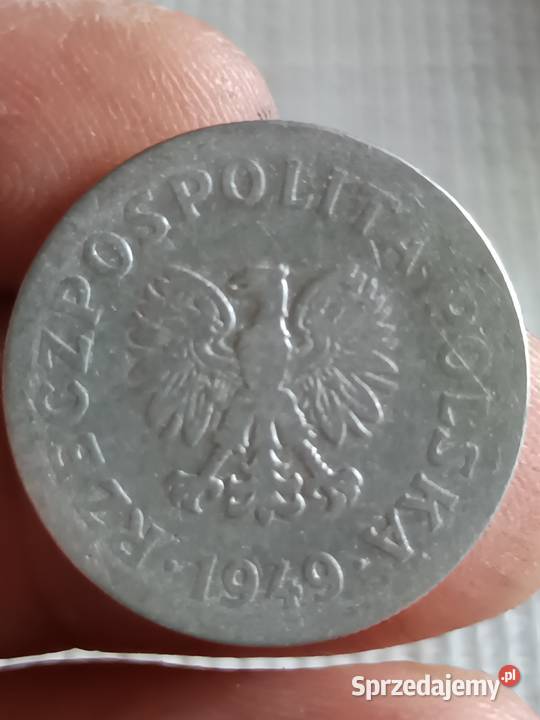 RZECZPOSPOLITA POLSKA
· 1949 ·
Sprzedajemy.pl